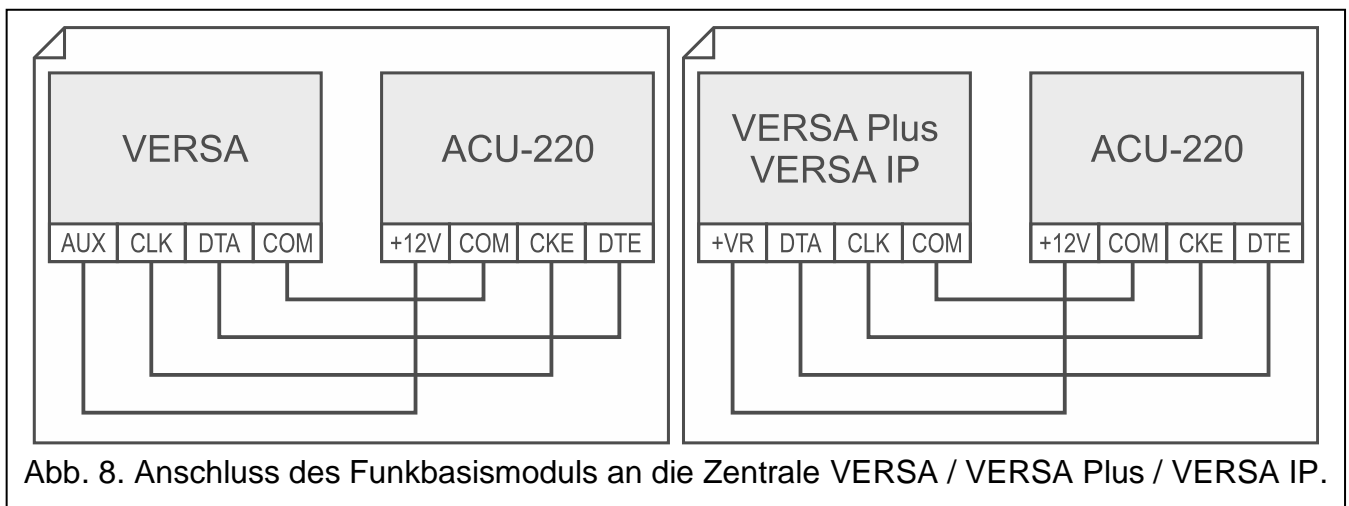 VERSA
ACU-220
AUX CLK DTA COM
+12V COM CKE DTE
VERSA Plus
VERSA IP
ACU-220
+VR DTA CLK COM
+12V COM CKE DTE
Abb. 8. Anschluss des Funkbasismoduls an die Zentrale VERSA / VERSA Plus / VERSA IP.